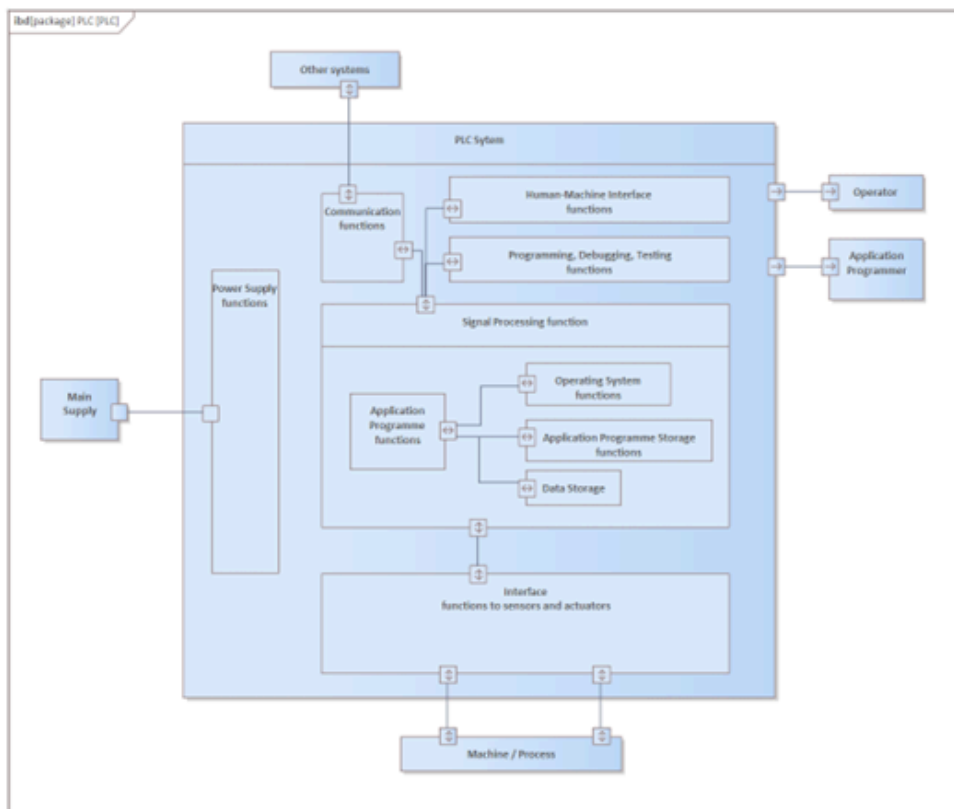 ibd[package] PLC [PLC]
Other systems
PLC Sytem
Communication
functions
Human-Machine Interface
functions
Operator
Programming, Debugging, Testing
functions
Application
Programmer
Power Supply
functions
Signal Processing function
Main
Supply
Application
Programme
functions
Operating System
functions
Application Programme Storage
functions
Data Storage
Interface
functions to sensors and actuators
Machine / Process